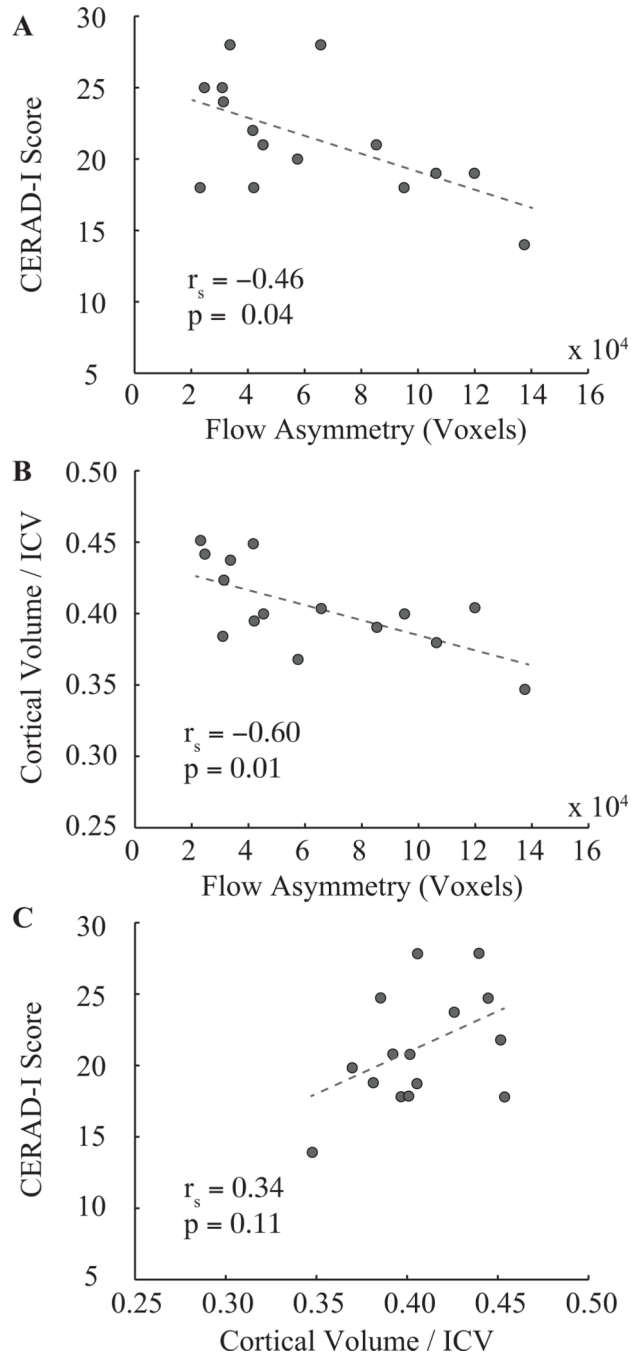 A
30
25
20
15
5
CERAD-I Score
r_s = −0.46
p = 0.04
x 10⁴
0 2 4 6 8 10 12 14 16
Flow Asymmetry (Voxels)
B
0.50
0.45
0.40
0.35
0.30
0.25
Cortical Volume / ICV
r_s = −0.60
p = 0.01
x 10⁴
0 2 4 6 8 10 12 14 16
Flow Asymmetry (Voxels)
C
30
25
20
15
10
5
CERAD-I Score
r_s = 0.34
p = 0.11
0.25 0.30 0.35 0.40 0.45 0.50
Cortical Volume / ICV